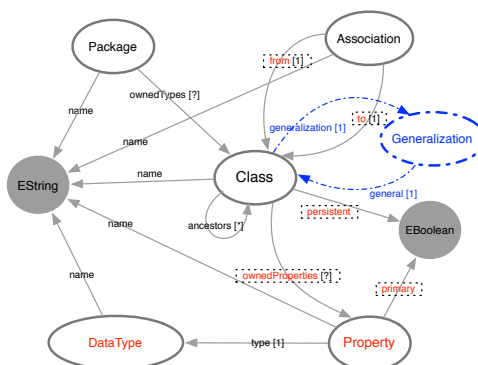 Package
Association
from [1]
ownedTypes [?]
name
to [1]
generalization [1]
Generalization
name
name
Class
EString
general [1]
persistent
ancestors [*]
name
EBoolean
ownedProperties [?]
name
primary
DataType
type [1]
Property